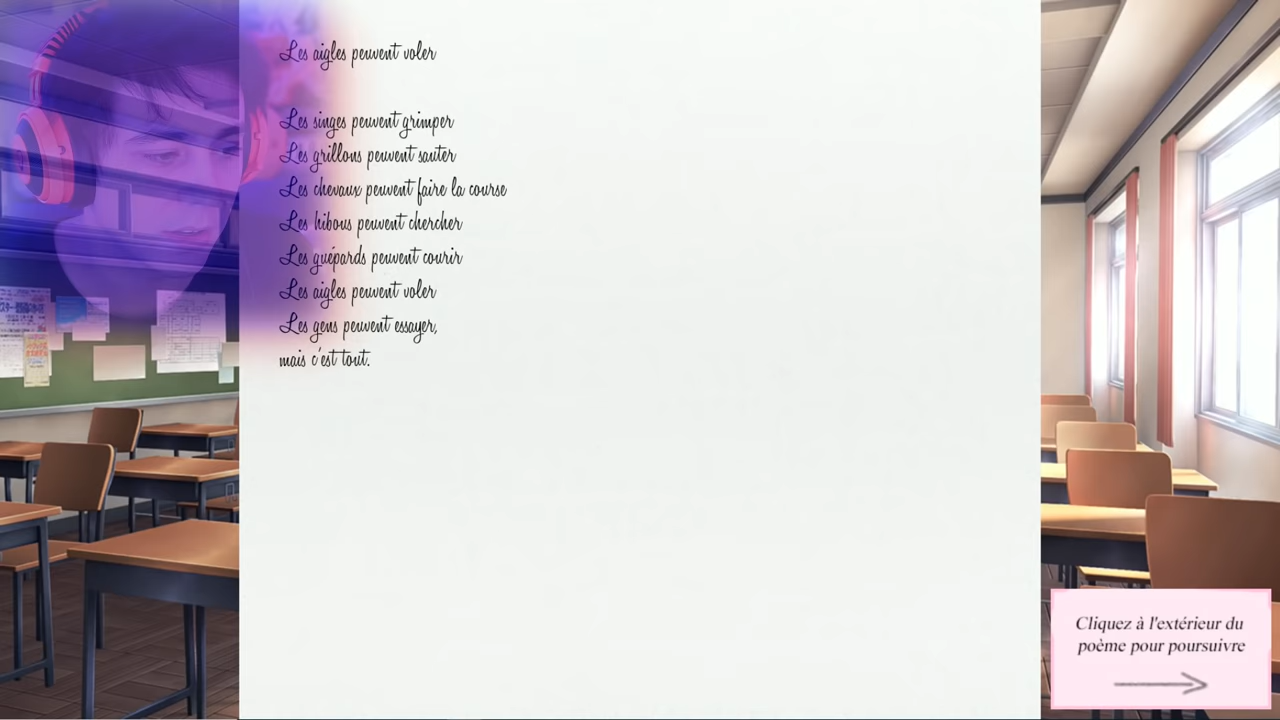 Les aigles peuvent voler
Les singes peuvent grimper
Les grillons peuvent sauter
Les chevaux peuvent faire la course
Les hibous peuvent chercher
Les guépards peuvent courir
Les aigles peuvent voler
Les gens peuvent essayer,
mais c'est tout.
Cliquez à l'extérieur du
poème pour poursuivre